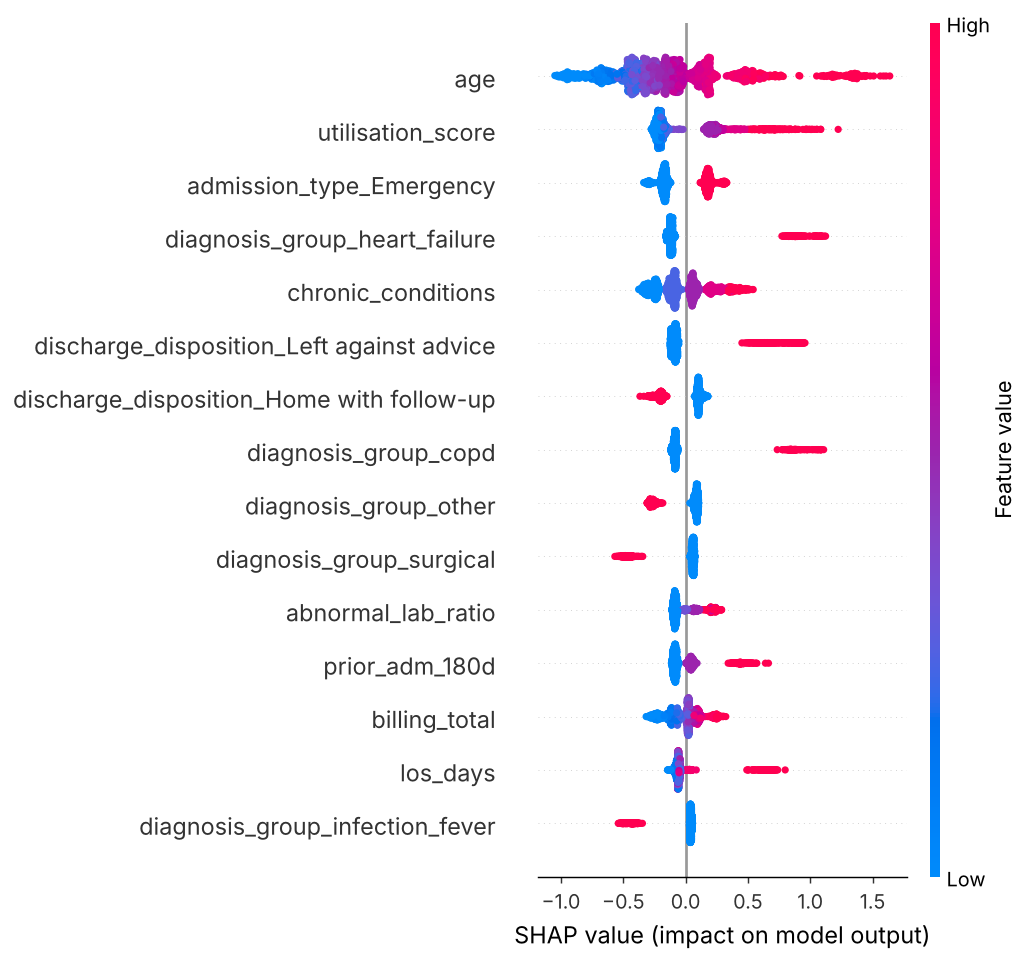 High
age
utilisation_score
admission_type_Emergency
diagnosis_group_heart_failure
chronic_conditions
discharge_disposition_Left against advice
discharge_disposition_Home with follow-up
diagnosis_group_copd
diagnosis_group_other
diagnosis_group_surgical
abnormal_lab_ratio
prior_adm_180d
billing_total
los_days
diagnosis_group_infection_fever
Feature value
Low
−1.0 −0.5 0.0 0.5 1.0 1.5
SHAP value (impact on model output)